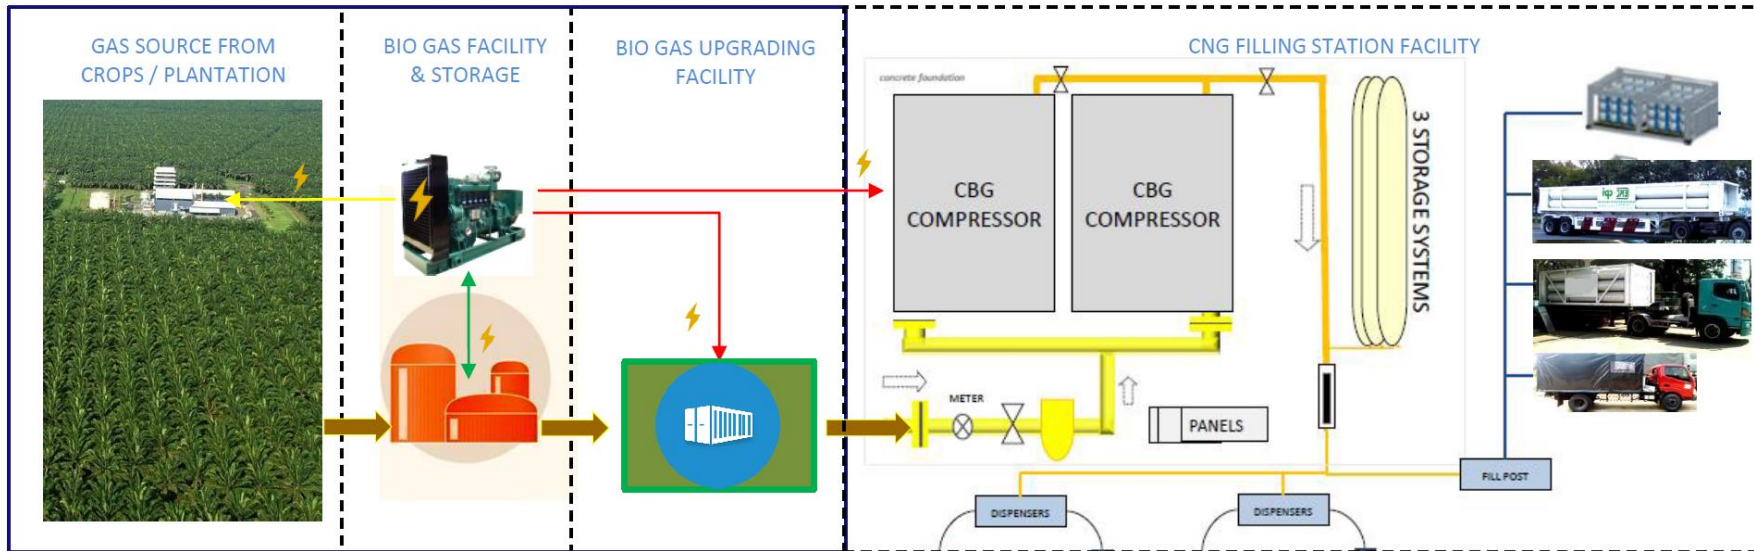 GAS SOURCE FROM
CROPS / PLANTATION
BIO GAS FACILITY
& STORAGE
BIO GAS UPGRADING
FACILITY
CNG FILLING STATION FACILITY
concrete foundation
CBG
COMPRESSOR
CBG
COMPRESSOR
3 STORAGE SYSTEMS
METER
PANELS
FILL POST
DISPENSERS
DISPENSERS